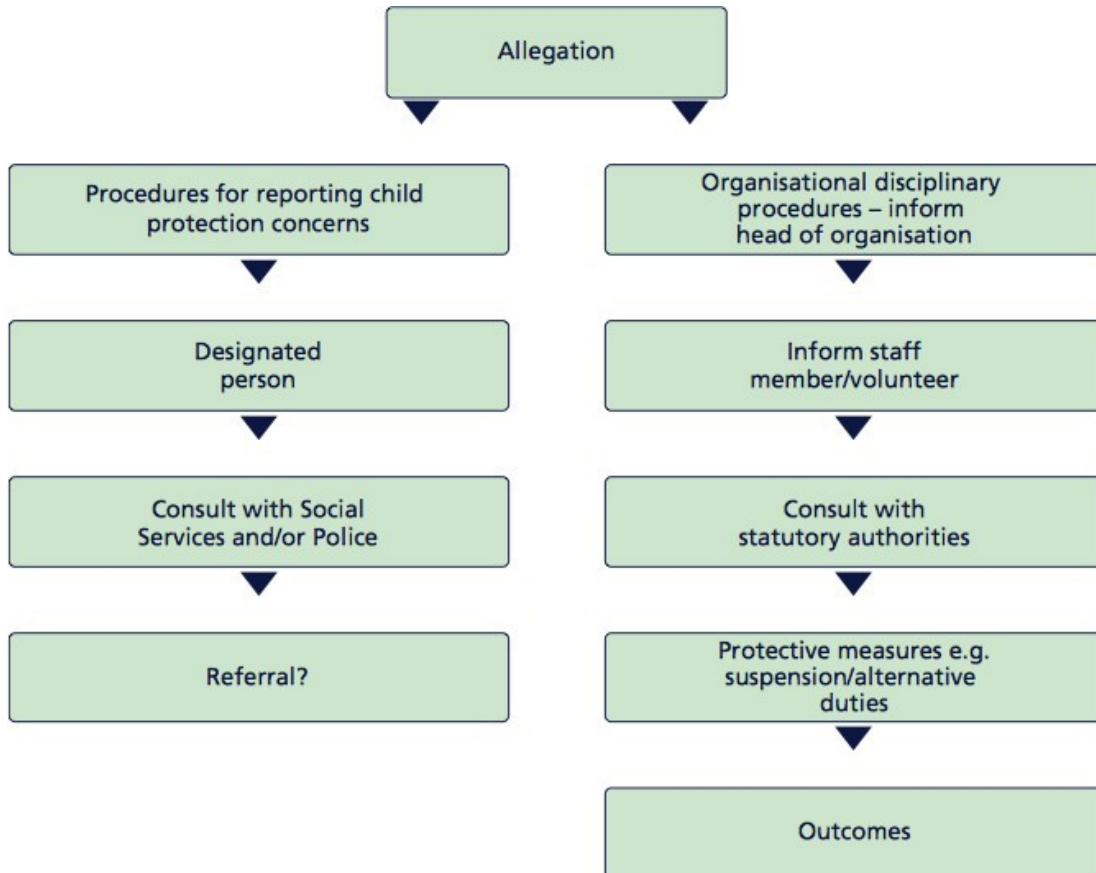 Allegation
Procedures for reporting child
protection concerns
Designated
person
Consult with Social
Services and/or Police
Referral?
Organisational disciplinary
procedures – inform
head of organisation
Inform staff
member/volunteer
Consult with
statutory authorities
Protective measures e.g.
suspension/alternative
duties
Outcomes